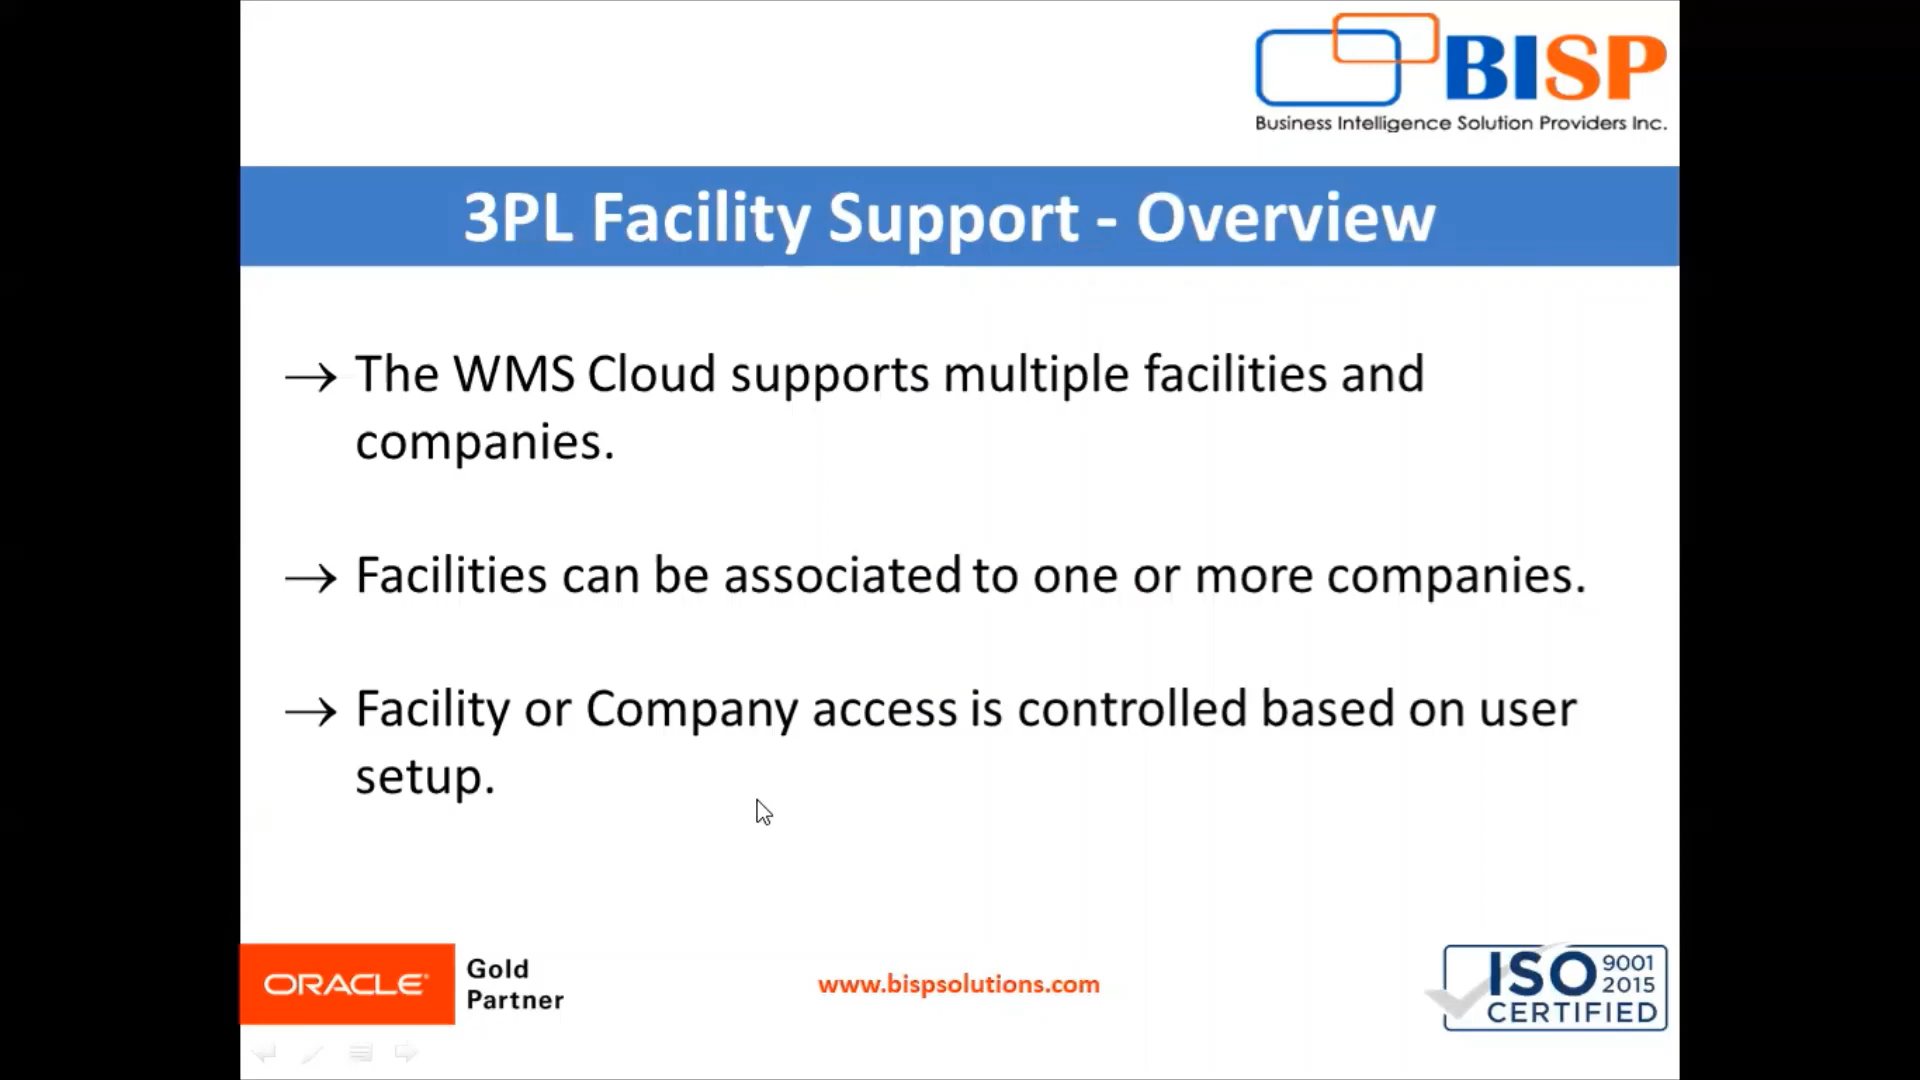 BISP
Business Intelligence Solution Providers Inc.
3PL Facility Support - Overview
→ The WMS Cloud supports multiple facilities and
companies.
→ Facilities can be associated to one or more companies.
→ Facility or Company access is controlled based on user
setup.
ORACLE®
Gold
Partner
www.bispsolutions.com
ISO 9001
2015
CERTIFIED